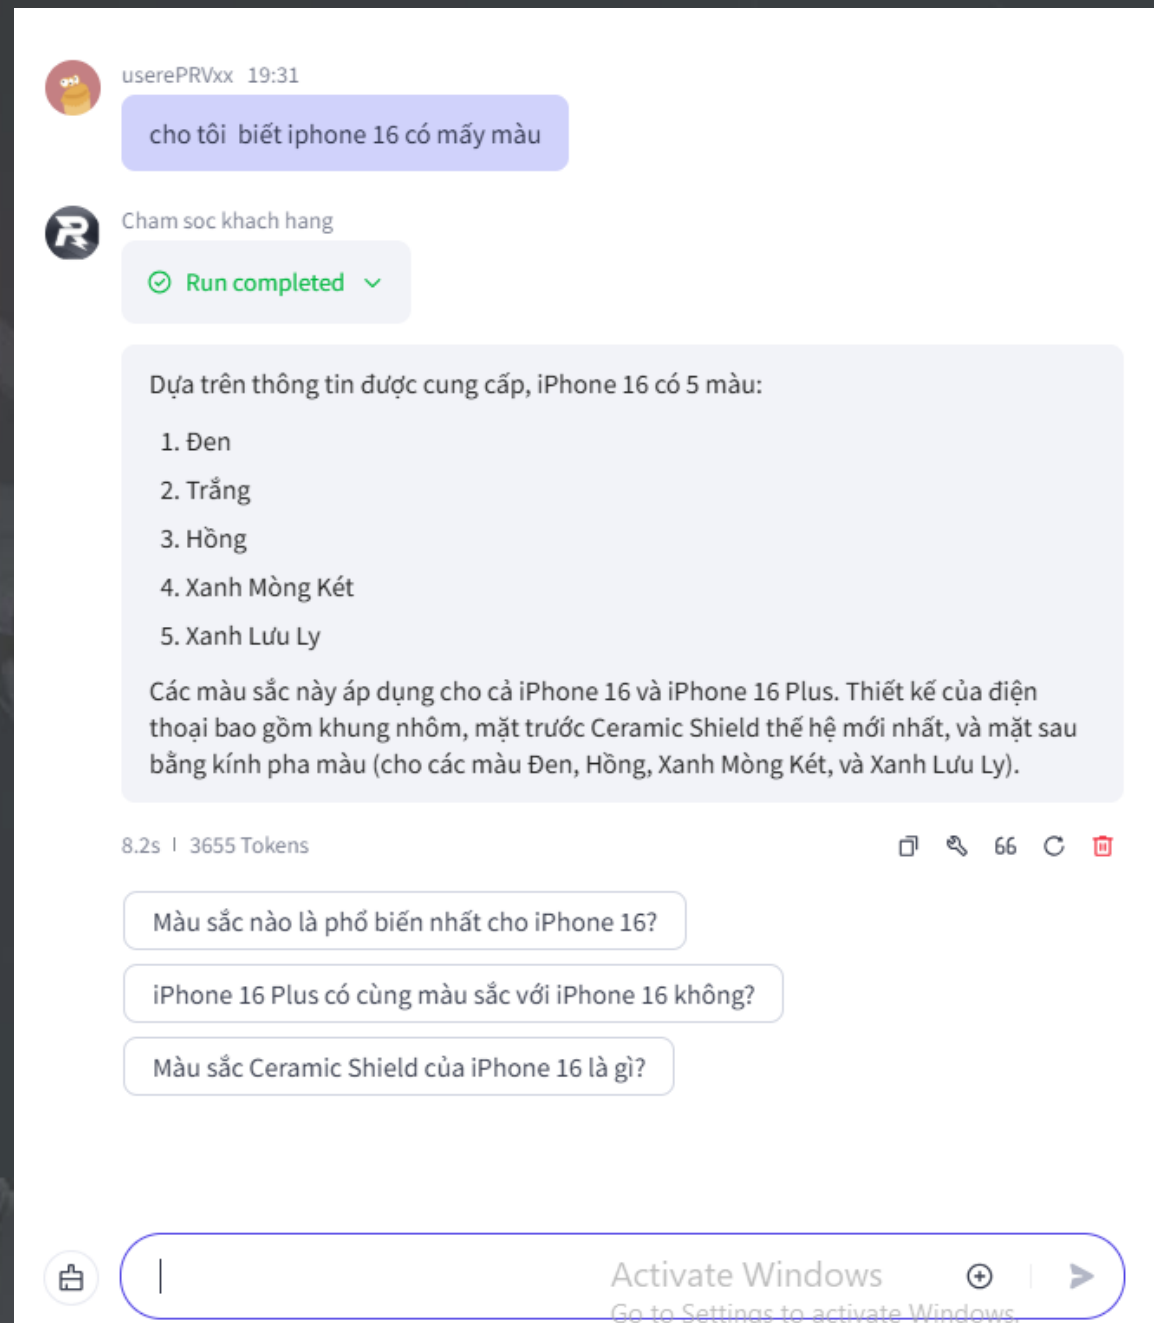 userePRVxx 19:31
cho tôi  biết iphone 16 có mấy màu
Cham soc khach hang
Run completed
Dựa trên thông tin được cung cấp, iPhone 16 có 5 màu:
1. Đen
2. Trắng
3. Hồng
4. Xanh Mòng Két
5. Xanh Lưu Ly
Các màu sắc này áp dụng cho cả iPhone 16 và iPhone 16 Plus. Thiết kế của điện
thoại bao gồm khung nhôm, mặt trước Ceramic Shield thế hệ mới nhất, và mặt sau
bằng kính pha màu (cho các màu Đen, Hồng, Xanh Mòng Két, và Xanh Lưu Ly).
8.2s | 3655 Tokens
Màu sắc nào là phổ biến nhất cho iPhone 16?
iPhone 16 Plus có cùng màu sắc với iPhone 16 không?
Màu sắc Ceramic Shield của iPhone 16 là gì?
Activate Windows
Go to Settings to activate Windows.